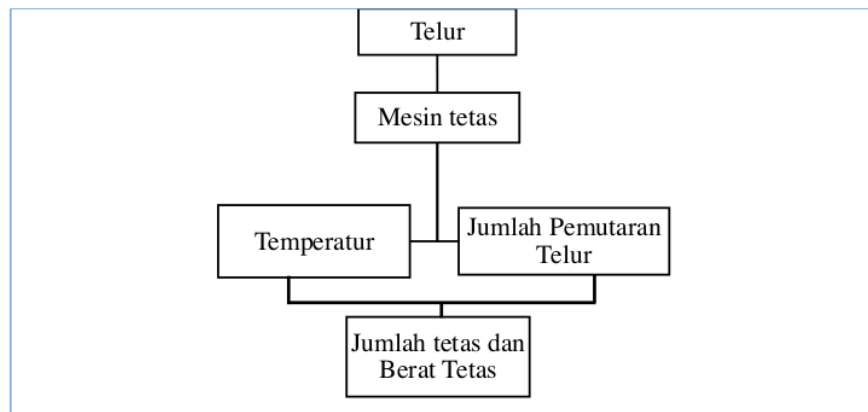 Telur
Mesin tetas
Temperatur
Jumlah Pemutaran
Telur
Jumlah tetas dan
Berat Tetas